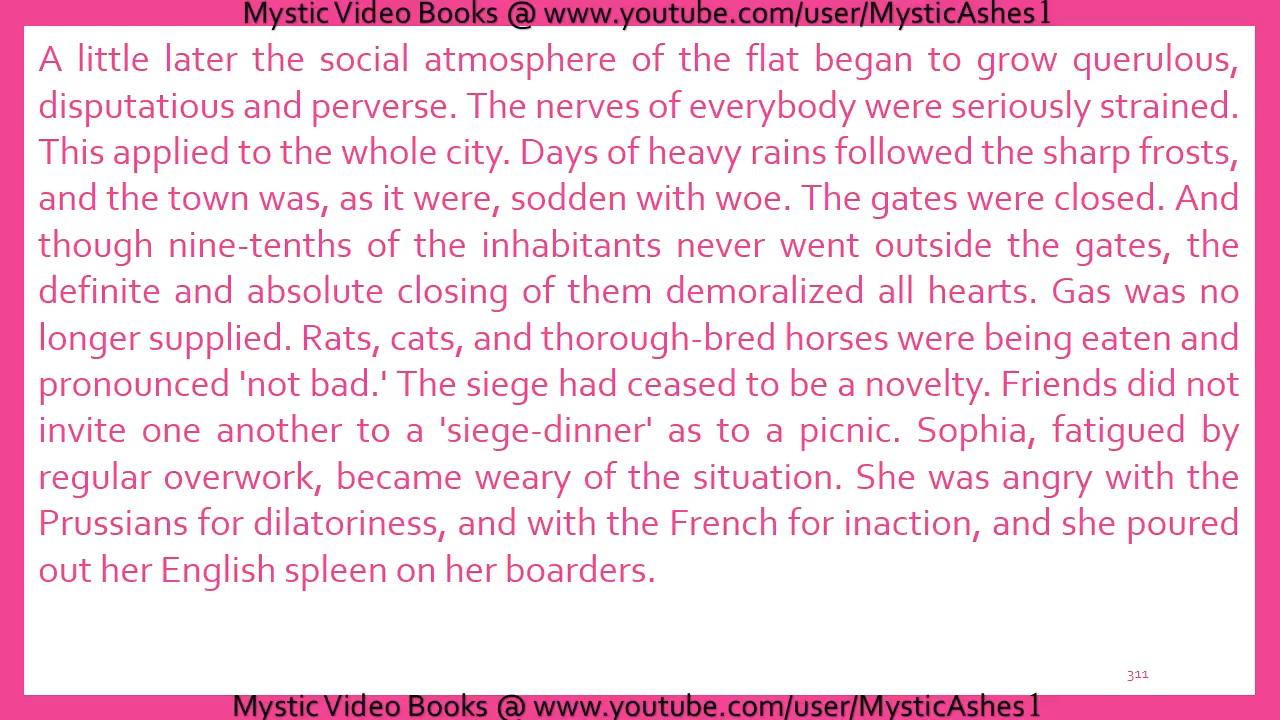 Mystic Video Books @ www.youtube.com/user/MysticAshes1
A little later the social atmosphere of the flat began to grow querulous,
disputatious and perverse. The nerves of everybody were seriously strained.
This applied to the whole city. Days of heavy rains followed the sharp frosts,
and the town was, as it were, sodden with woe. The gates were closed. And
though nine-tenths of the inhabitants never went outside the gates, the
definite and absolute closing of them demoralized all hearts. Gas was no
longer supplied. Rats, cats, and thorough-bred horses were being eaten and
pronounced 'not bad.' The siege had ceased to be a novelty. Friends did not
invite one another to a 'siege-dinner' as to a picnic. Sophia, fatigued by
regular overwork, became weary of the situation. She was angry with the
Prussians for dilatoriness, and with the French for inaction, and she poured
out her English spleen on her boarders.
311
Mystic Video Books @ www.youtube.com/user/MysticAshes1